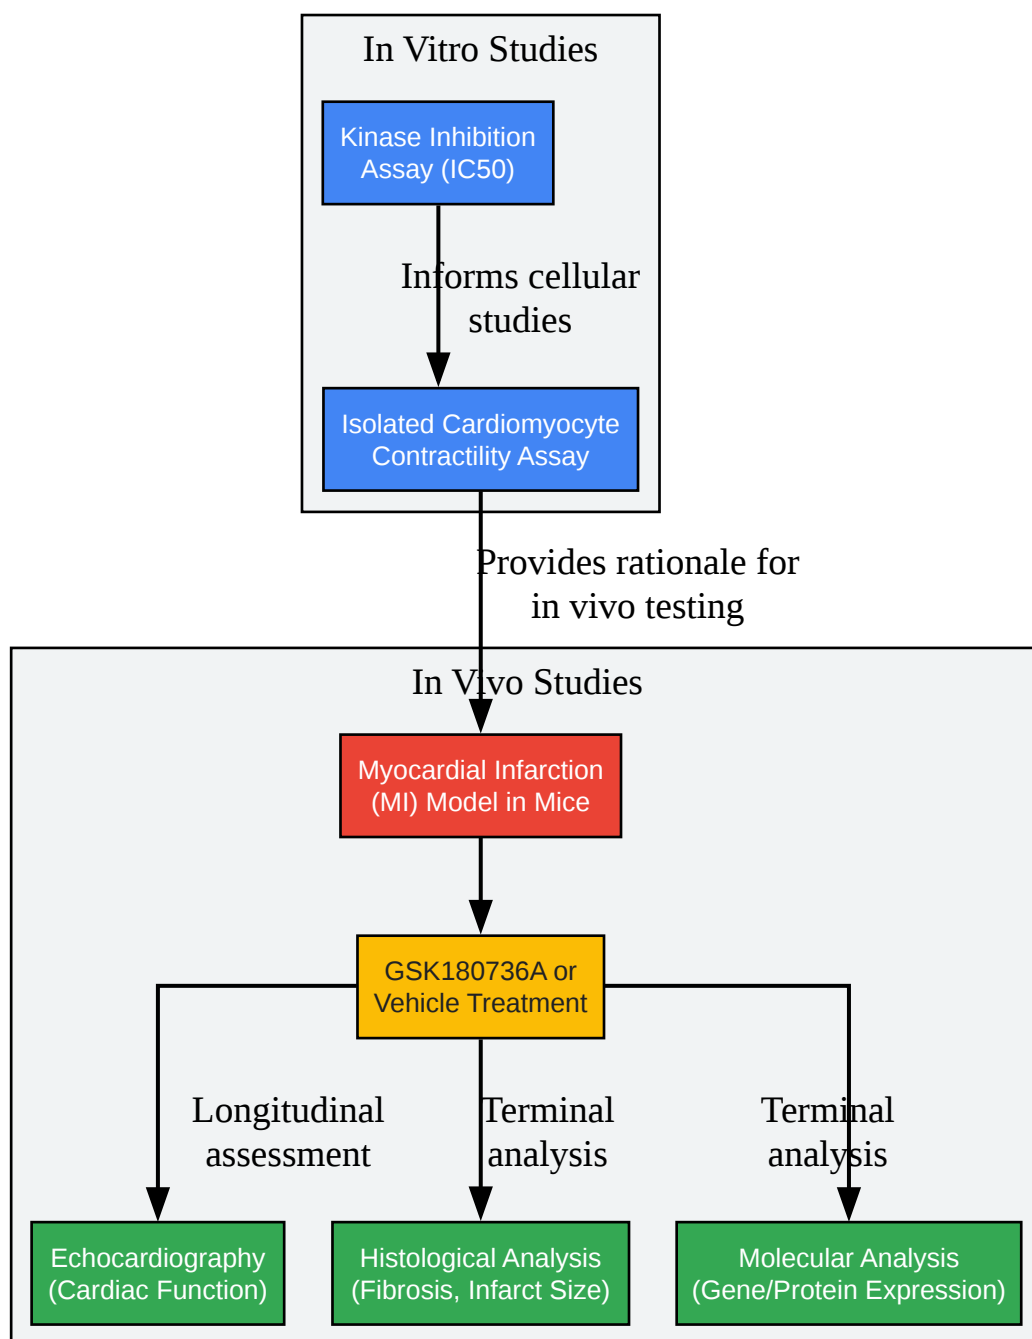 In Vitro Studies
Kinase Inhibition
Assay (IC50)
Informs cellular
studies
Isolated Cardiomyocyte
Contractility Assay
Provides rationale for
in vivo testing
In Vivo Studies
Myocardial Infarction
(MI) Model in Mice
GSK180736A or
Vehicle Treatment
Longitudinal
assessment
Terminal
analysis
Terminal
analysis
Echocardiography
(Cardiac Function)
Histological Analysis
(Fibrosis, Infarct Size)
Molecular Analysis
(Gene/Protein Expression)